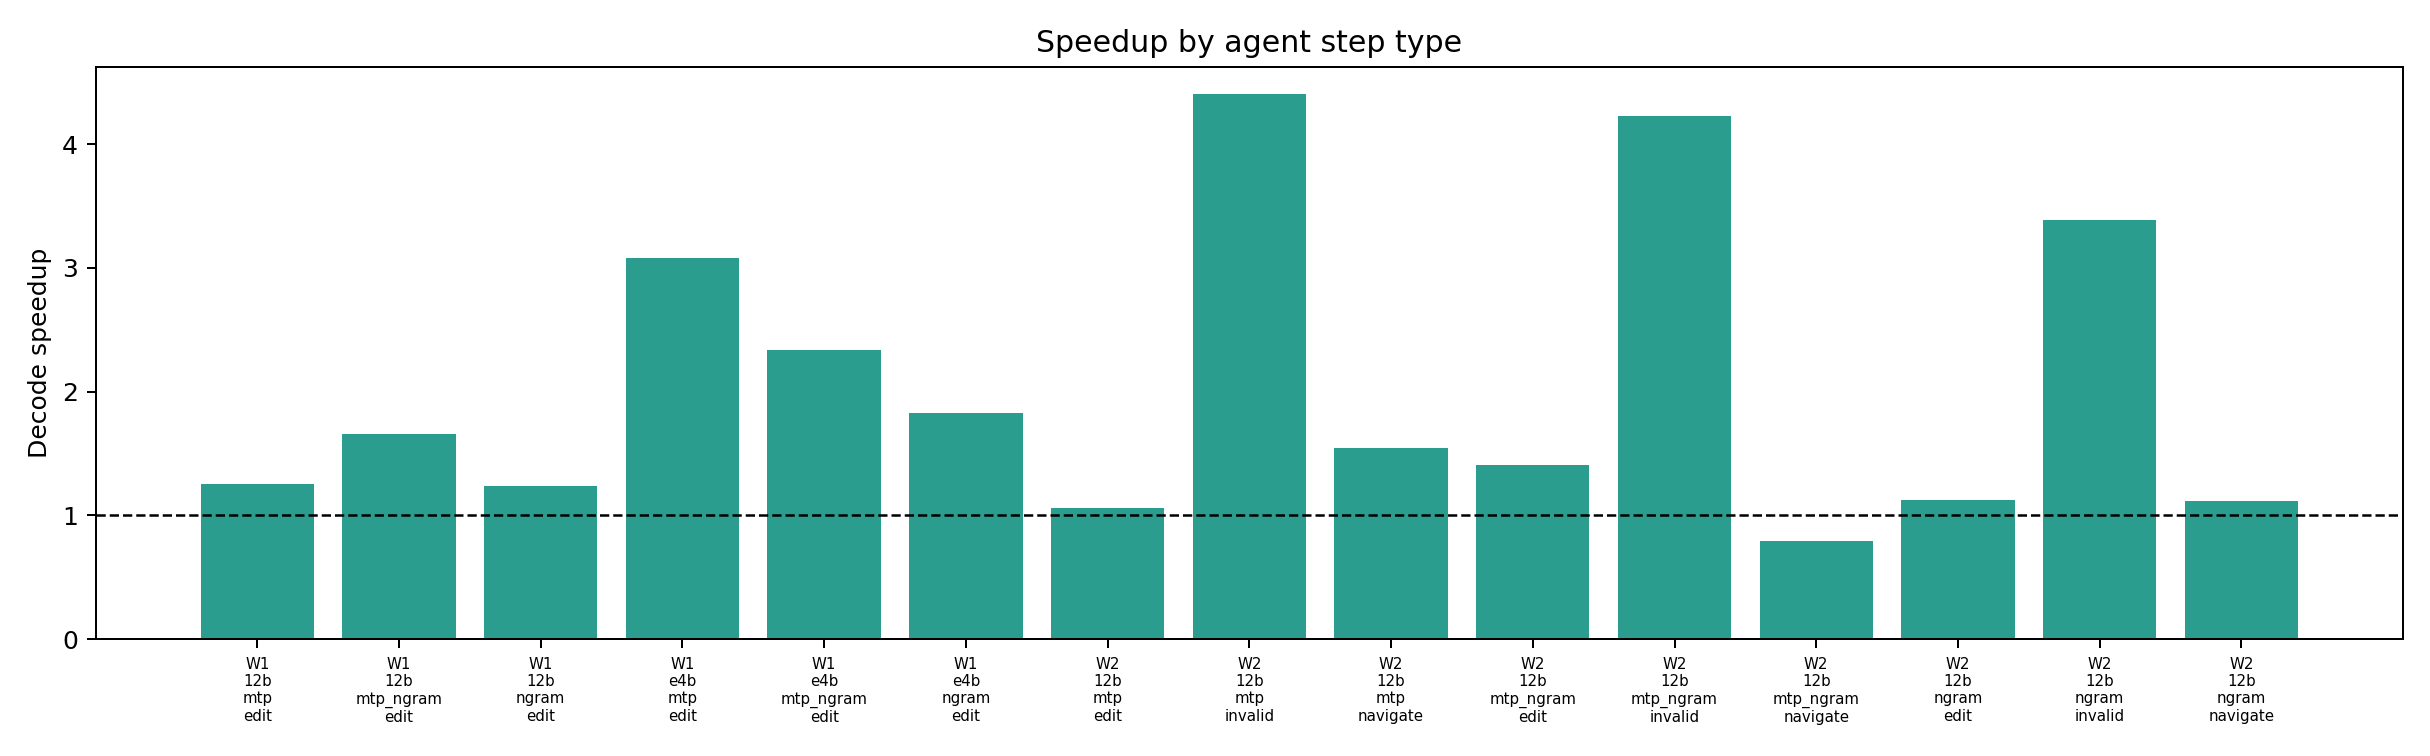 Speedup by agent step type
Decode speedup
4
3
2
1
0
W1
12b
mtp
edit
W1
12b
mtp_ngram
edit
W1
12b
ngram
edit
W1
e4b
mtp
edit
W1
e4b
mtp_ngram
edit
W1
e4b
ngram
edit
W2
12b
mtp
edit
W2
12b
mtp
invalid
W2
12b
mtp
navigate
W2
12b
mtp_ngram
edit
W2
12b
mtp_ngram
invalid
W2
12b
mtp_ngram
navigate
W2
12b
ngram
edit
W2
12b
ngram
invalid
W2
12b
ngram
navigate